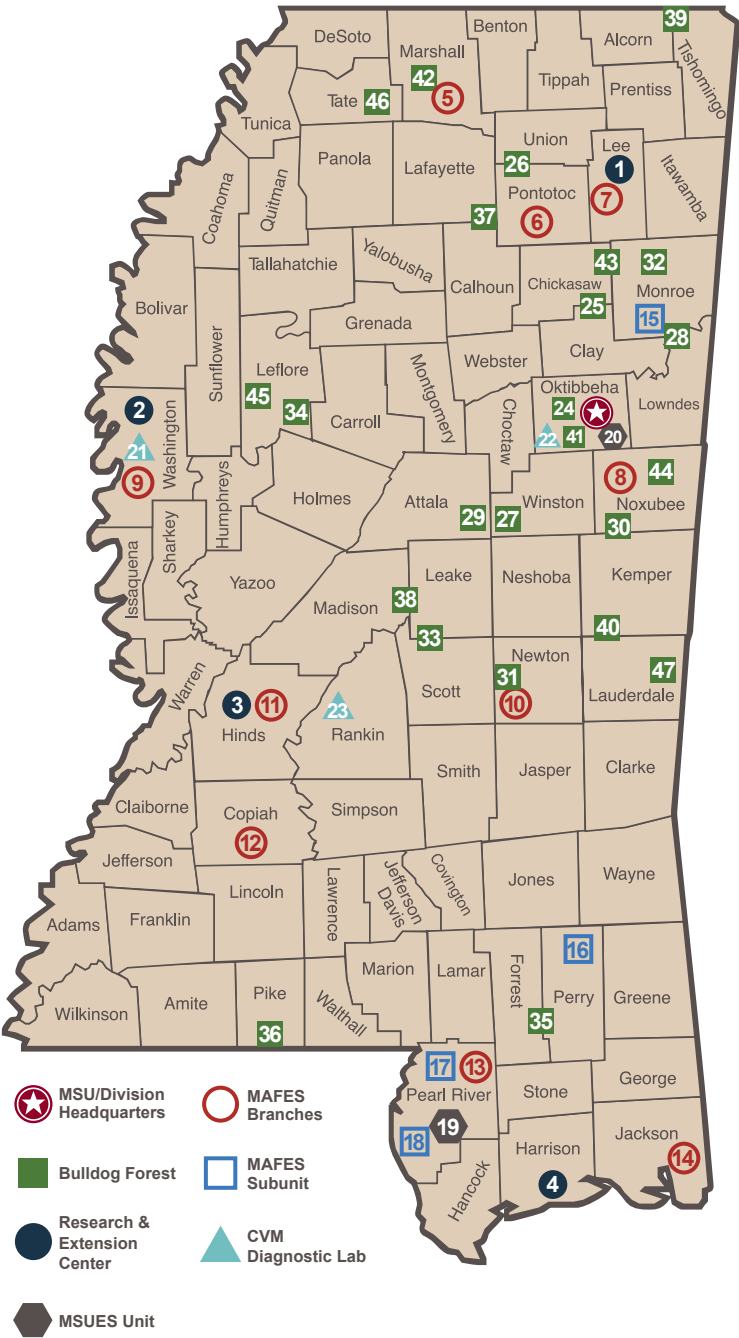 39
Benton
DeSoto
Alcorn
Marshall
Tishomingo
42
Tippah
Prentiss
Tate
46
5
Tunica
Union
Lee
Panola
Lafayette
26
1
Itawamba
Quitman
Coahoma
Pontotoc
7
37
6
Yalobusha
Tallahatchie
43
32
Calhoun
Chickasaw
Monroe
Bolivar
25
15
Grenada
28
Sunflower
Clay
Webster
Leflore
Montgomery
Oktibbeha
45
34
Carroll
Choctaw
24
Lowndes
2
Washington
22
41
20
21
9
Humphreys
Holmes
Attala
8
44
Noxubee
29
27
Winston
30
Sharkey
Issaquena
Yazoo
Leake
Neshoba
Kemper
Madison
38
33
40
Newton
31
47
Warren
Scott
Lauderdale
3
11
23
10
Hinds
Rankin
Smith
Jasper
Clarke
Claiborne
Copiah
Simpson
12
Jefferson
Covington
Jones
Wayne
Lincoln
Lawrence
Jefferson
Davis
Adams
Franklin
16
Marion
Lamar
Forrest
Pike
Perry
Greene
Wilkinson
Amite
Walthall
36
35
17
13
Pearl River
Stone
George
18
19
Harrison
Jackson
14
4
Hancock
MSU/Division
Headquarters
MAFES
Branches
Bulldog Forest
MAFES
Subunit
Research &
Extension
Center
CVM
Diagnostic Lab
MSUES Unit